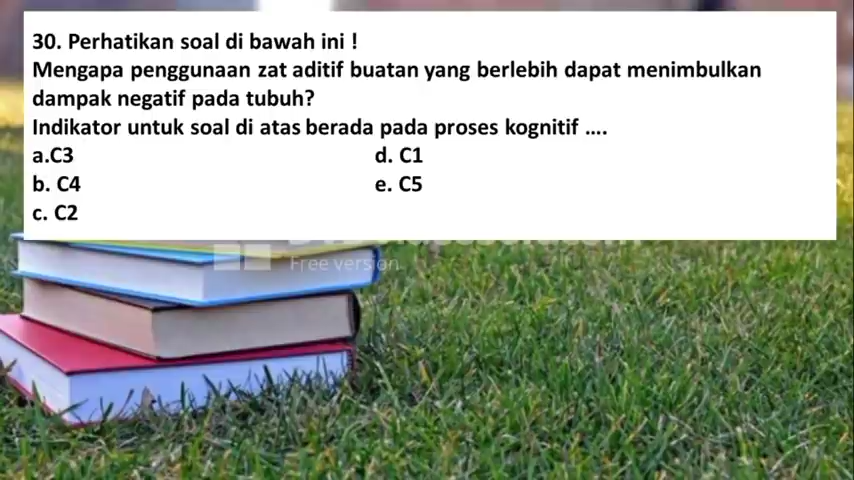 30. Perhatikan soal di bawah ini !
Mengapa penggunaan zat aditif buatan yang berlebih dapat menimbulkan
dampak negatif pada tubuh?
Indikator untuk soal di atas berada pada proses kognitif ....
a.C3
d. C1
b. C4
e. C5
c. C2
Free version